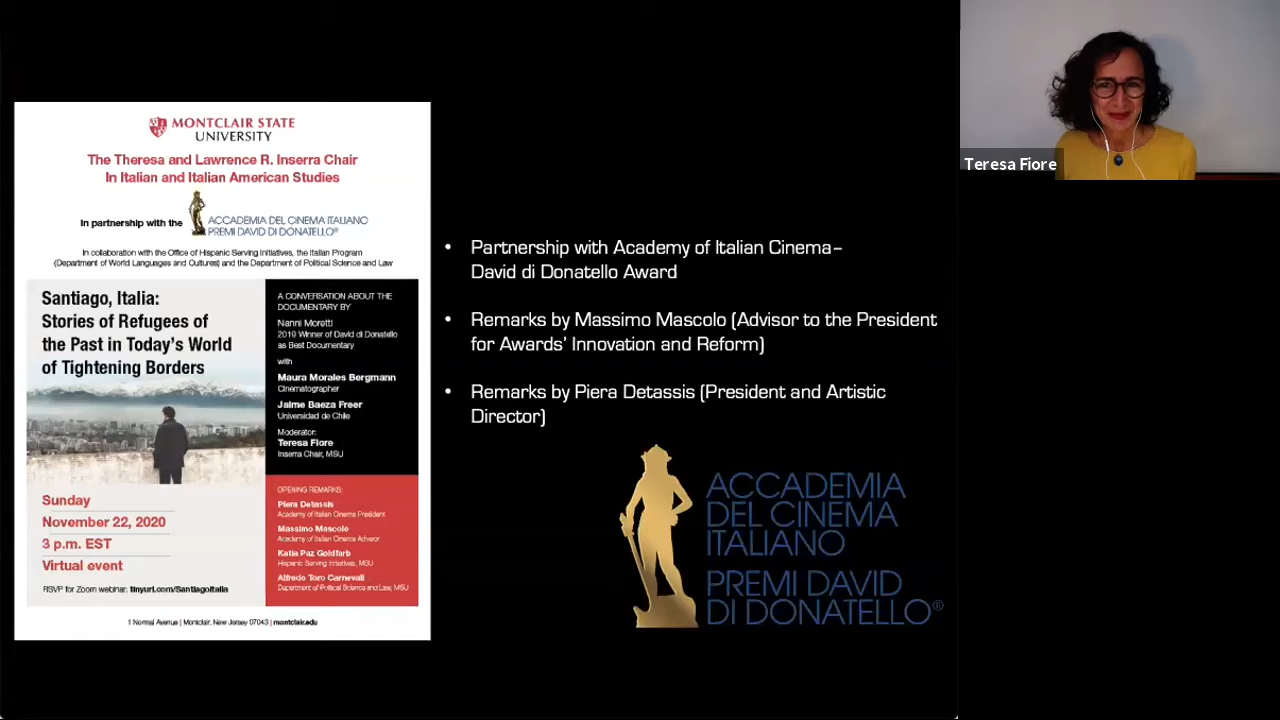 MONTCLAIR STATE
UNIVERSITY
The Theresa and Lawrence R. Inserra Chair
In Italian and Italian American Studies
In partnership with the
ACCADEMIA DEL CINEMA ITALIANO
PREMI DAVID DI DONATELLO®
In collaboration with the Office of Hispanic Serving Initiatives, the Italian Program
(Department of World Languages and Cultures) and the Department of Political Science and Law
Santiago, Italia:
Stories of Refugees of
the Past in Today's World
of Tightening Borders
Sunday
November 22, 2020
3 p.m. EST
Virtual event
RSVP for Zoom webinar: tinyurl.com/SantiagoItalia
A CONVERSATION ABOUT THE
DOCUMENTARY BY
Nanni Moretti
2019 Winner of David di Donatello
as Best Documentary
with
Maura Morales Bergmann
Cinematographer
Jaime Baeza Freer
Universidad de Chile
Moderator:
Teresa Fiore
Inserra Chair, MSU
OPENING REMARKS:
Piera Detassis
Academy of Italian Cinema President
Massimo Mascolo
Academy of Italian Cinema Advisor
Katia Paz Goldfarb
Hispanic Serving Initiatives, MSU
Alfredo Toro Carnevali
Department of Political Science and Law, MSU
1 Normal Avenue | Montclair, New Jersey 07043 | montclair.edu
• Partnership with Academy of Italian Cinema–
David di Donatello Award
• Remarks by Massimo Mascolo (Advisor to the President
for Awards' Innovation and Reform)
• Remarks by Piera Detassis (President and Artistic
Director)
ACCADEMIA
DEL CINEMA
ITALIANO
PREMI DAVID
DI DONATELLO®
Teresa Fiore